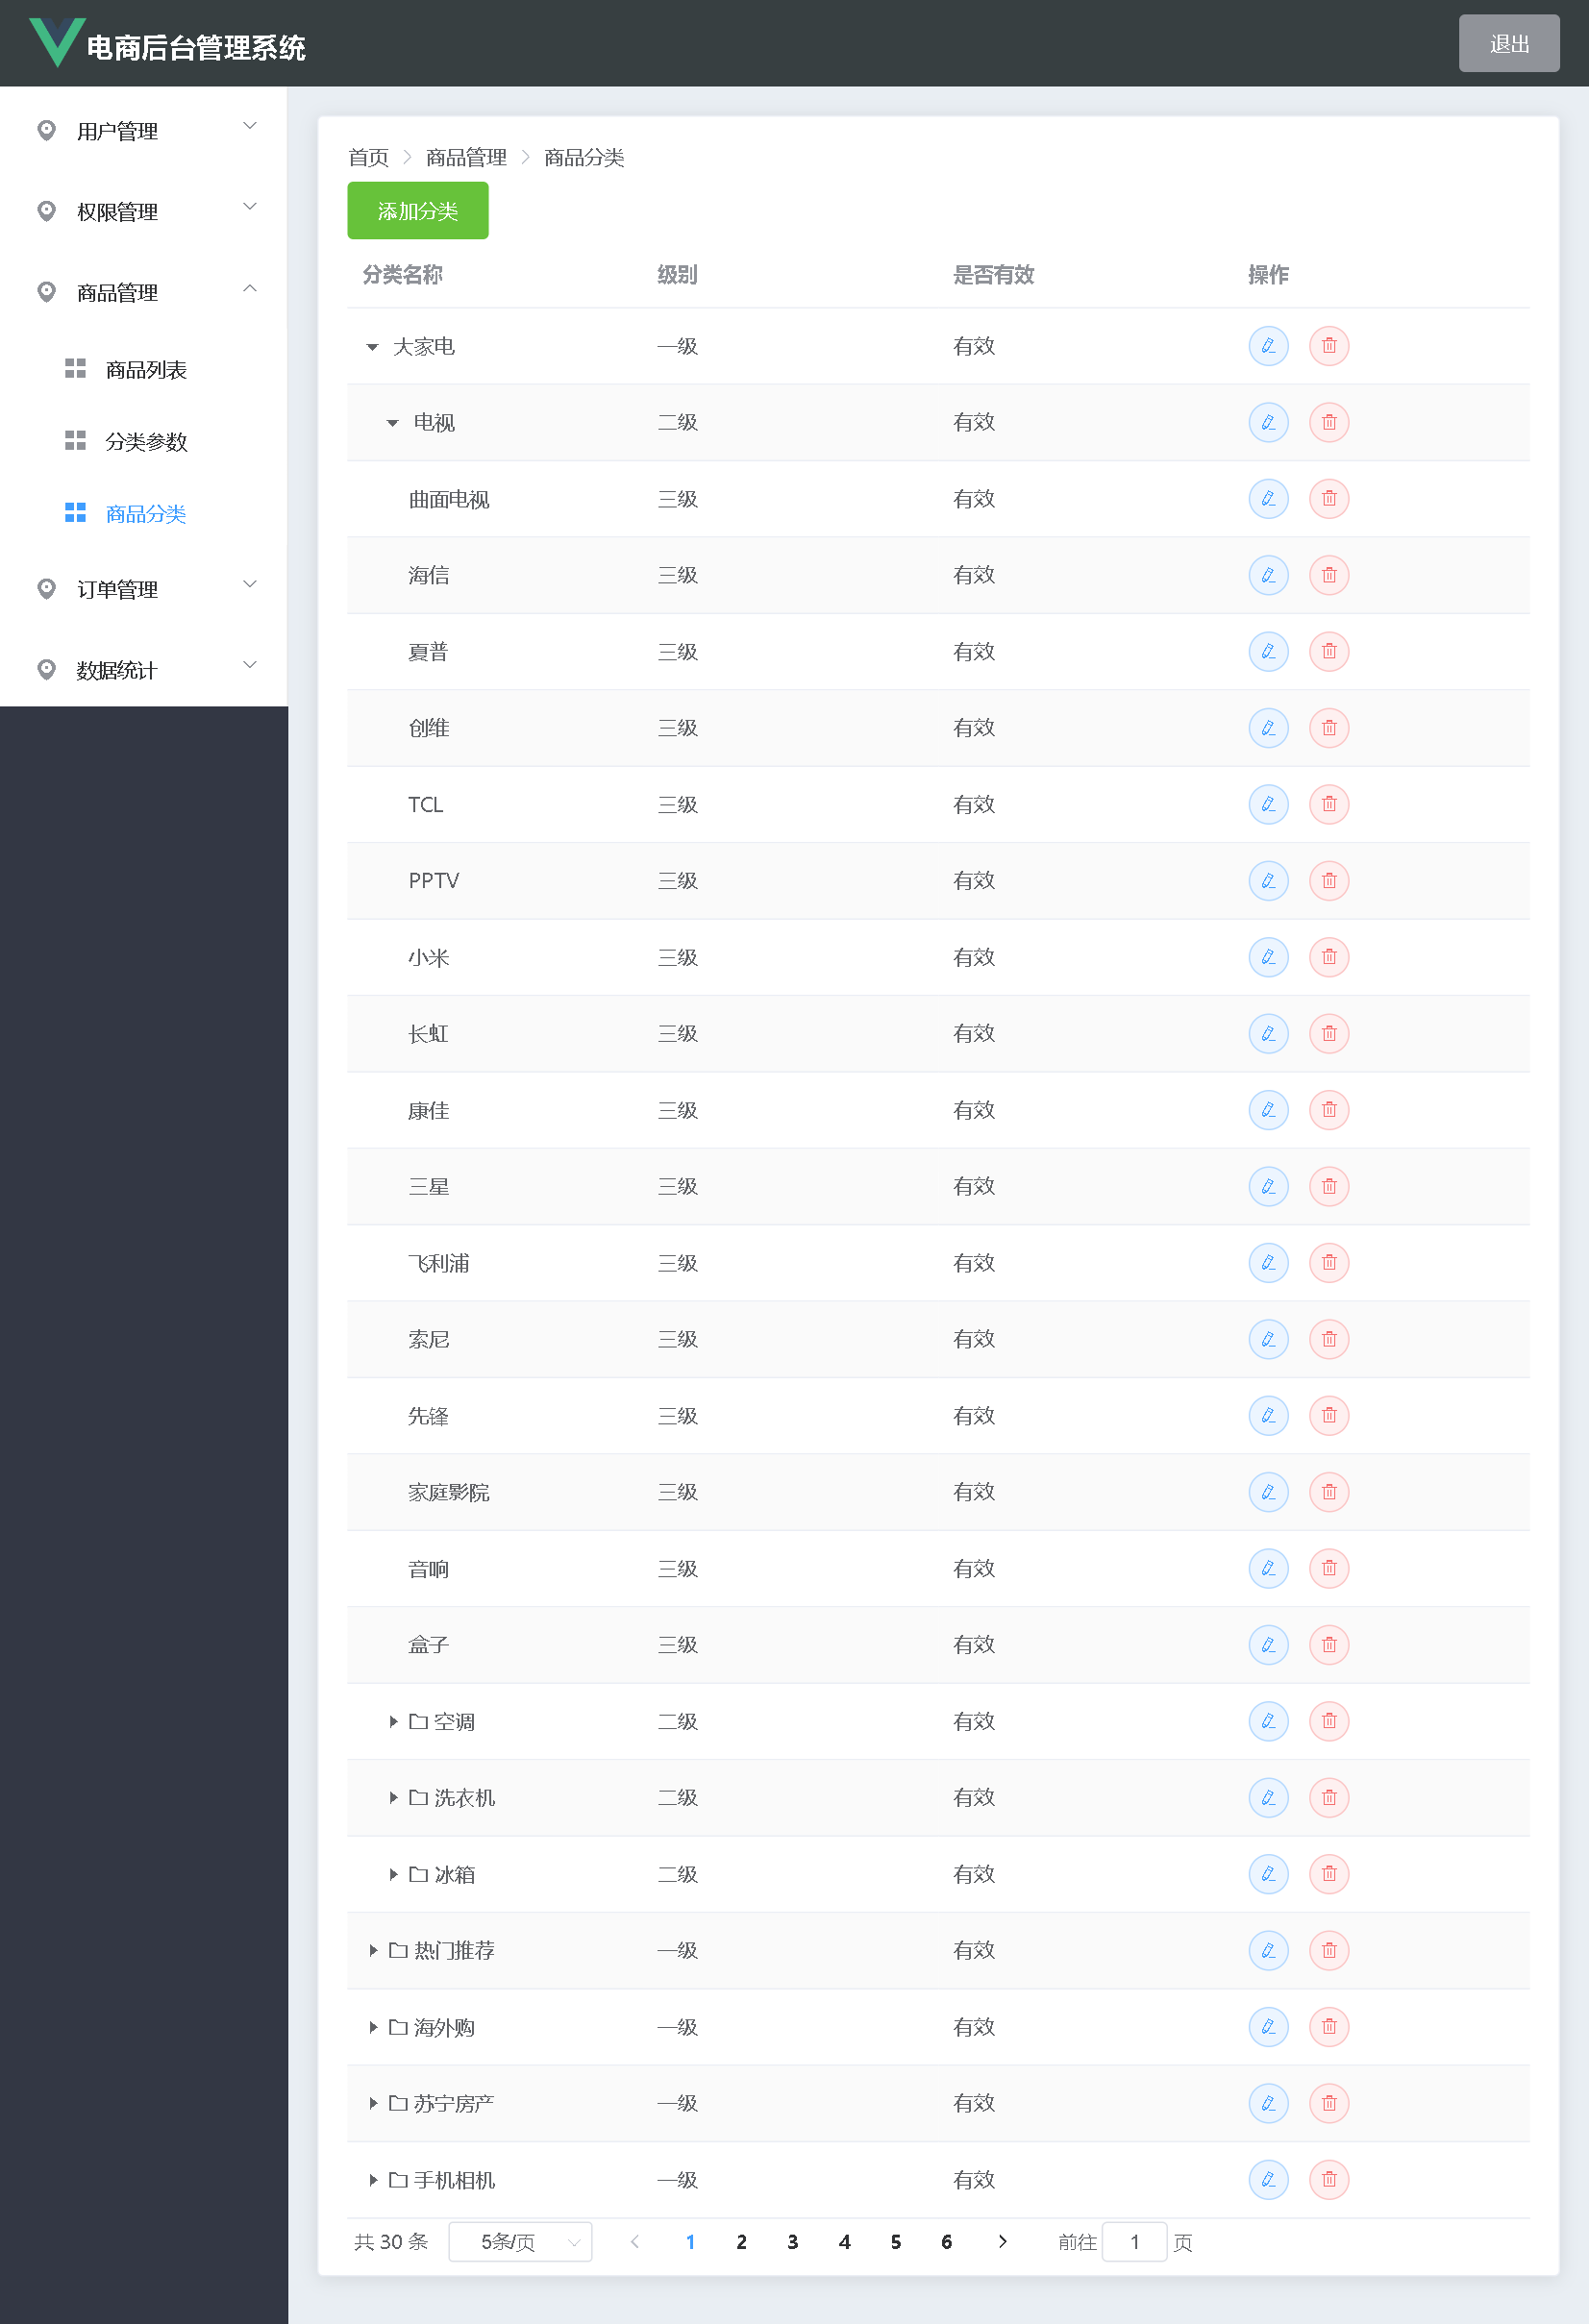 电商后台管理系统 退出
用户管理
权限管理
商品管理
商品列表
分类参数
商品分类
订单管理
数据统计
首页 商品管理 商品分类
添加分类
分类名称 级别 是否有效 操作
大家电 一级 有效
电视 二级 有效
曲面电视 三级 有效
海信 三级 有效
夏普 三级 有效
创维 三级 有效
TCL 三级 有效
PPTV 三级 有效
小米 三级 有效
长虹 三级 有效
康佳 三级 有效
三星 三级 有效
飞利浦 三级 有效
索尼 三级 有效
先锋 三级 有效
家庭影院 三级 有效
音响 三级 有效
盒子 三级 有效
空调 二级 有效
洗衣机 二级 有效
冰箱 二级 有效
热门推荐 一级 有效
海外购 一级 有效
苏宁房产 一级 有效
手机相机 一级 有效
共 30 条 5条/页 1 2 3 4 5 6 前往 1 页